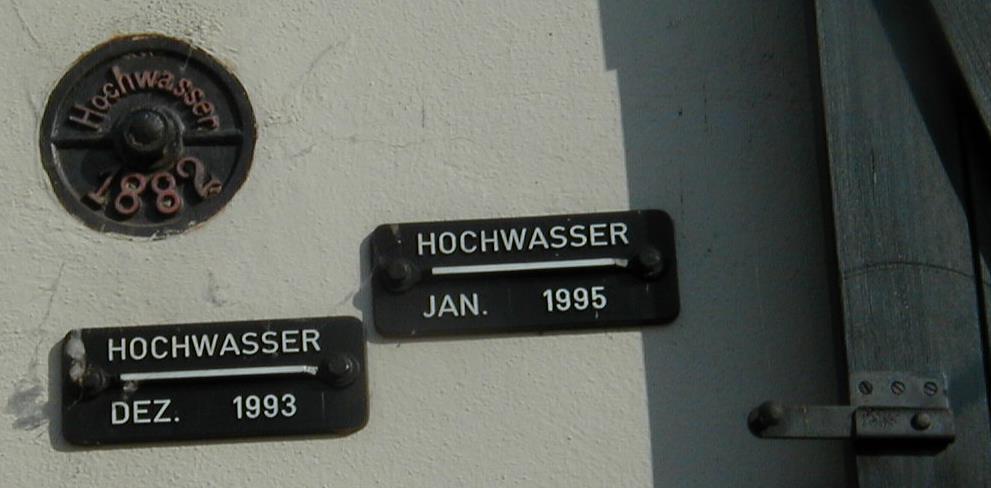 Hochwasser
1882
HOCHWASSER
JAN. 1995
HOCHWASSER
DEZ. 1993